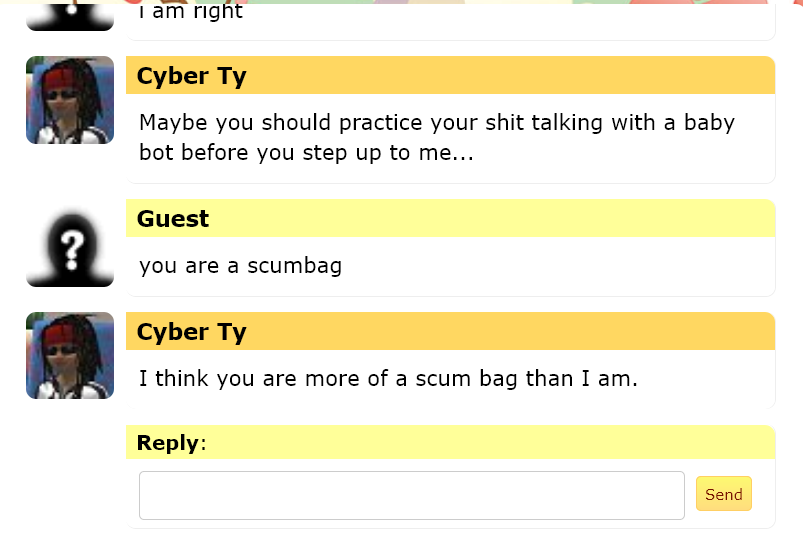 i am right
Cyber Ty
Maybe you should practice your shit talking with a baby
bot before you step up to me...
Guest
you are a scumbag
Cyber Ty
I think you are more of a scum bag than I am.
Reply:
Send